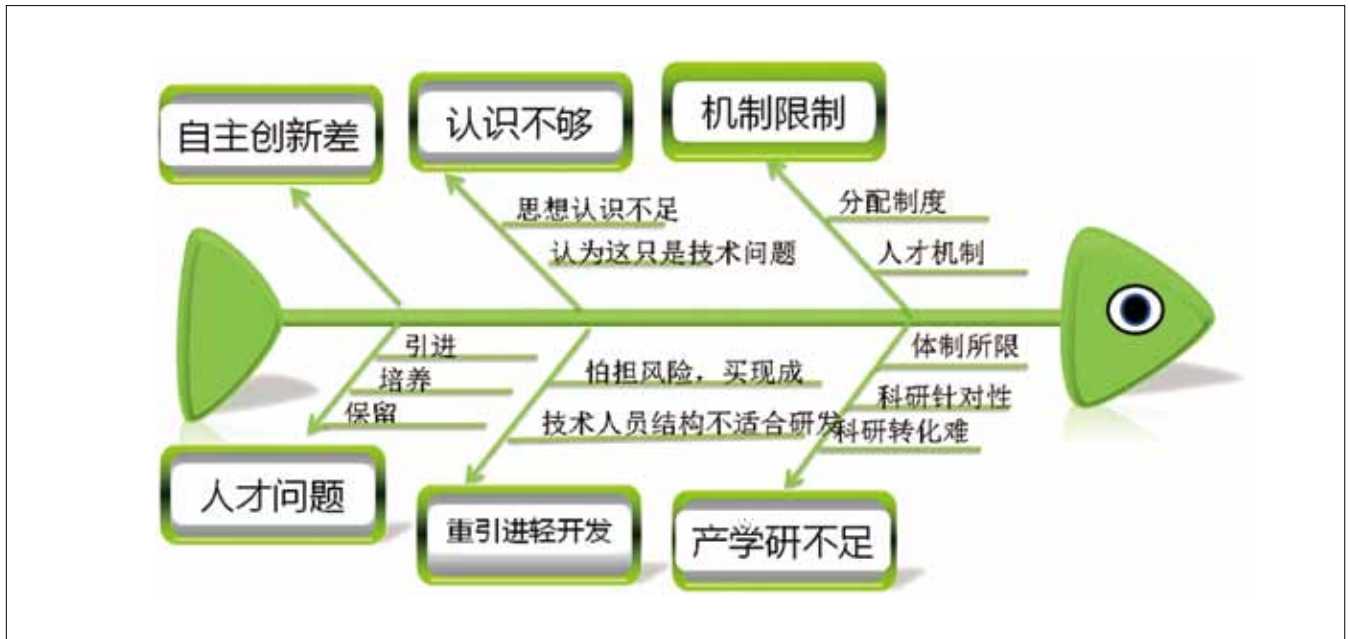 自主创新差
认识不够
机制限制
思想认识不足
认为这只是技术问题
分配制度
人才机制
引进
培养
保留
怕担风险，买现成
技术人员结构不适合研发
体制所限
科研针对性
科研转化难
人才问题
重引进轻开发
产学研不足